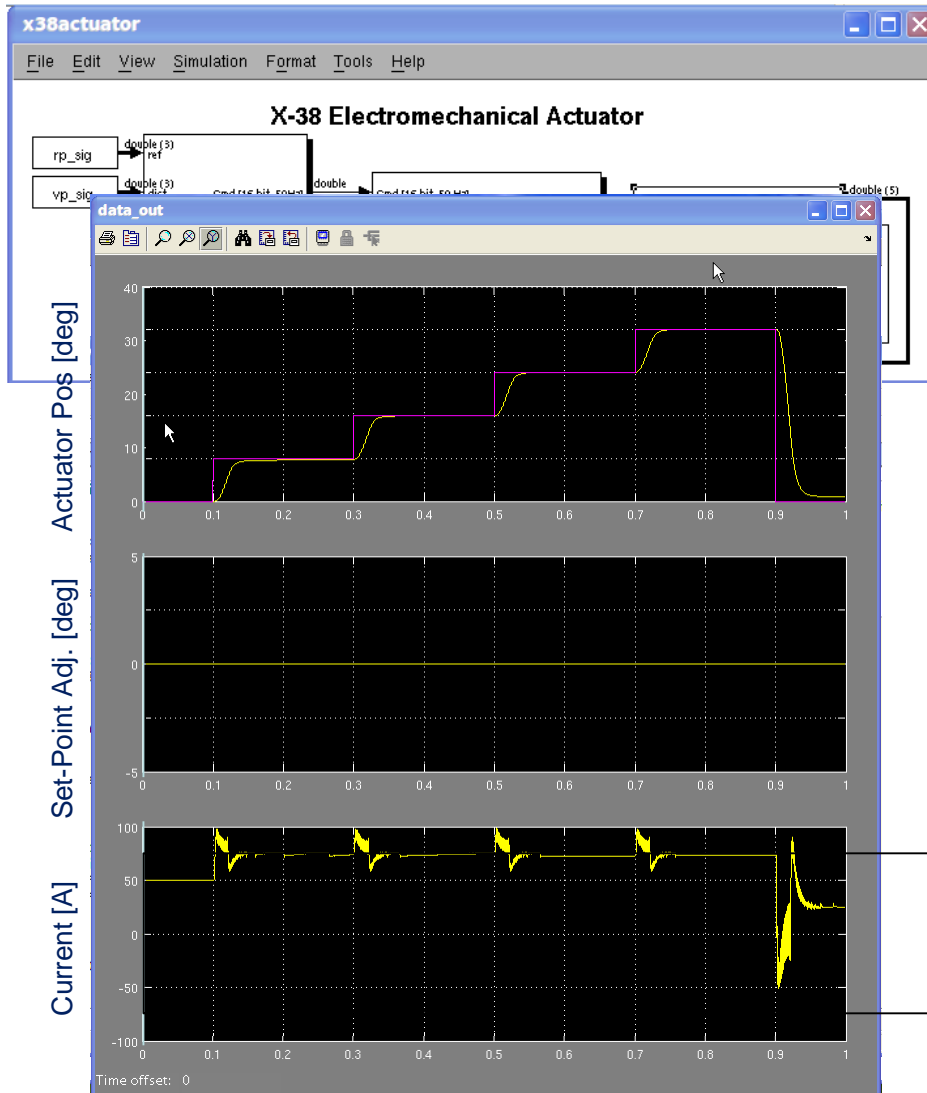 x38actuator
File Edit View Simulation Format Tools Help
X-38 Electromechanical Actuator
rp_sig
double (3)
ref
vp_sig
double (3)
double
double (5)
data_out
Actuator Pos [deg]
40
30
20
10
0
0 0.1 0.2 0.3 0.4 0.5 0.6 0.7 0.8 0.9 1
Set-Point Adj. [deg]
5
0
-5
0 0.1 0.2 0.3 0.4 0.5 0.6 0.7 0.8 0.9 1
Current [A]
100
50
0
-50
-100
0 0.1 0.2 0.3 0.4 0.5 0.6 0.7 0.8 0.9 1
Time offset: 0